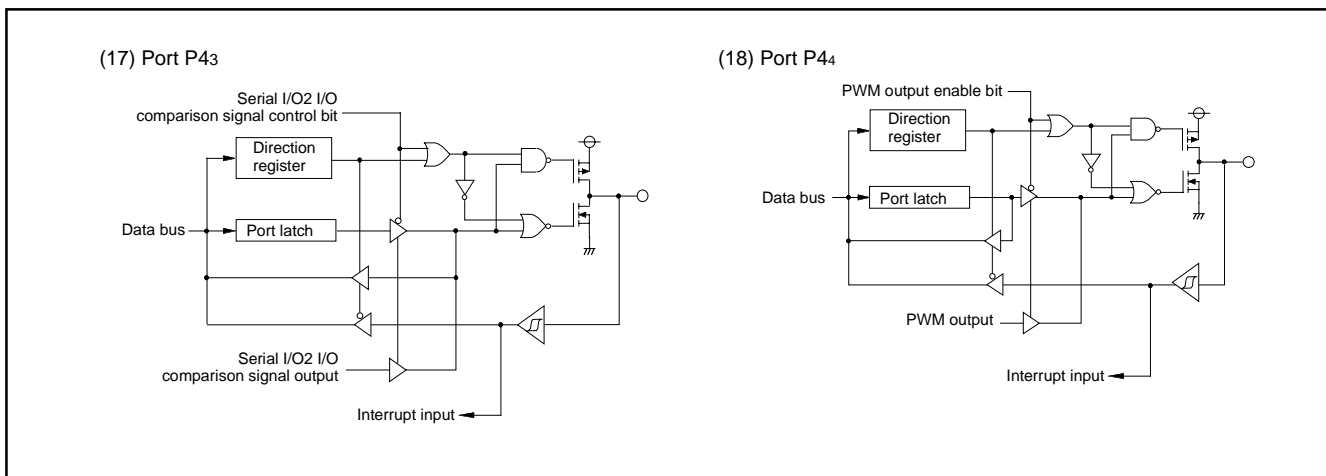 (17) Port P43
Serial I/O2 I/O
comparison signal control bit
Direction
register
Data bus
Port latch
Serial I/O2 I/O
comparison signal output
Interrupt input
(18) Port P44
PWM output enable bit
Direction
register
Data bus
Port latch
PWM output
Interrupt input